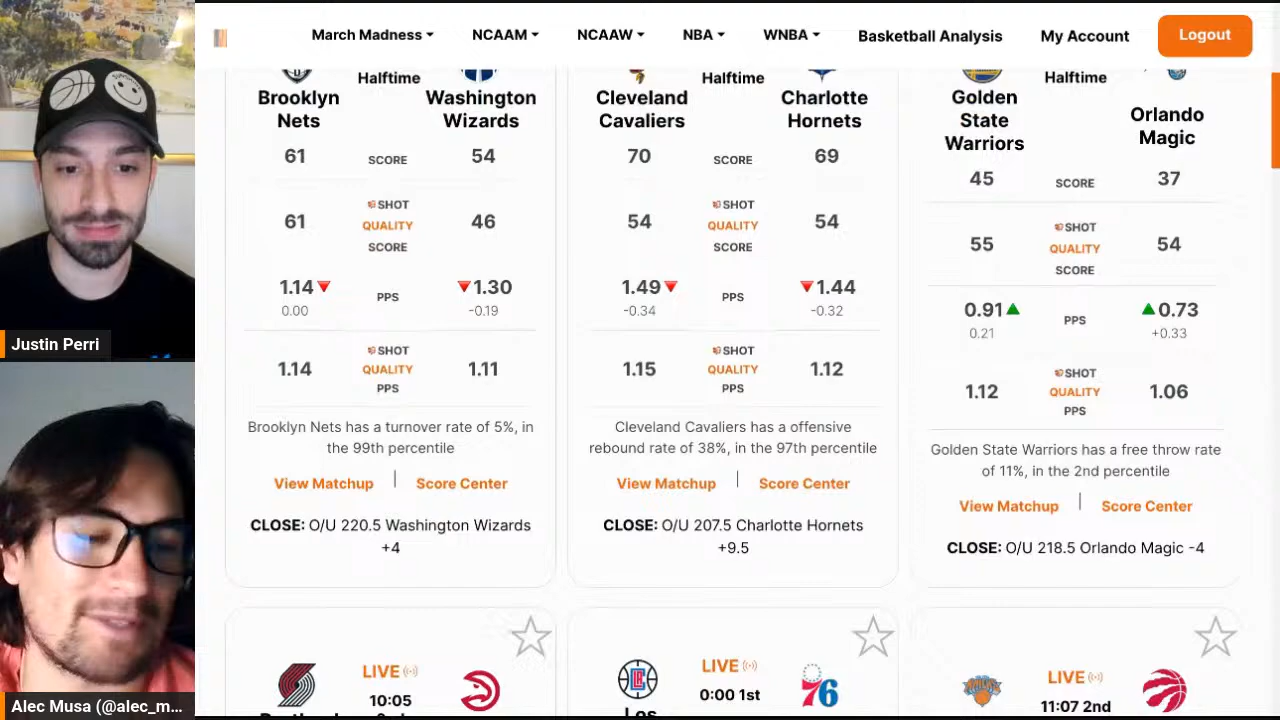 March Madness
NCAAM
NCAAW
NBA
WNBA
Basketball Analysis
My Account
Logout
Halftime
Brooklyn
Nets
Washington
Wizards
61
SCORE
54
61
SHOT
QUALITY
SCORE
46
1.14
0.00
PPS
1.30
-0.19
1.14
SHOT
QUALITY
PPS
1.11
Brooklyn Nets has a turnover rate of 5%, in
the 99th percentile
View Matchup | Score Center
CLOSE: O/U 220.5 Washington Wizards
+4
Halftime
Cleveland
Cavaliers
Charlotte
Hornets
70
SCORE
69
54
SHOT
QUALITY
SCORE
54
1.49
-0.34
PPS
1.44
-0.32
1.15
SHOT
QUALITY
PPS
1.12
Cleveland Cavaliers has a offensive
rebound rate of 38%, in the 97th percentile
View Matchup | Score Center
CLOSE: O/U 207.5 Charlotte Hornets
+9.5
Halftime
Golden
State
Warriors
Orlando
Magic
45
SCORE
37
55
SHOT
QUALITY
SCORE
54
0.91
0.21
PPS
0.73
+0.33
1.12
SHOT
QUALITY
PPS
1.06
Golden State Warriors has a free throw rate
of 11%, in the 2nd percentile
View Matchup | Score Center
CLOSE: O/U 218.5 Orlando Magic -4
LIVE
10:05
LIVE
0:00 1st
Los
76
LIVE
11:07 2nd
Justin Perri
Alec Musa (@alec_m...